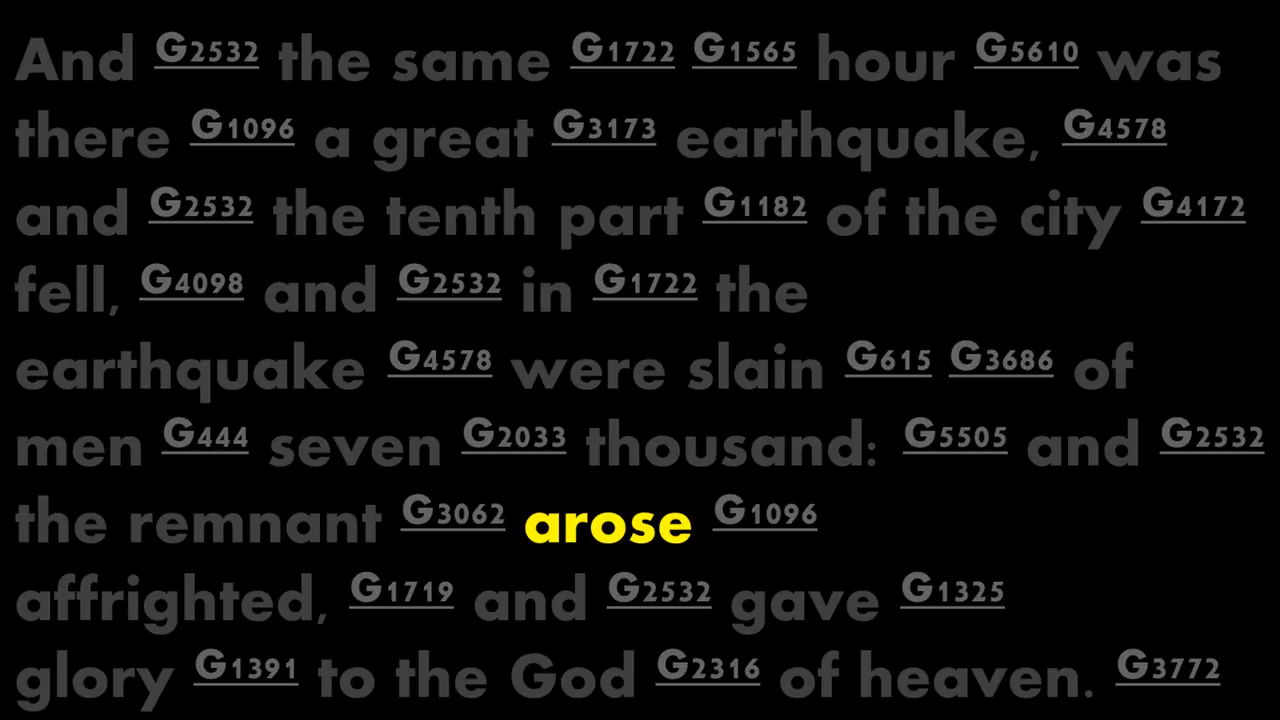 And G2532 the same G1722 G1565 hour G5610 was
there G1096 a great G3173 earthquake, G4578
and G2532 the tenth part G1182 of the city G4172
fell, G4098 and G2532 in G1722 the
earthquake G4578 were slain G615 G3686 of
men G444 seven G2033 thousand: G5505 and G2532
the remnant G3062 arose G1096
affrighted, G1719 and G2532 gave G1325
glory G1391 to the God G2316 of heaven. G3772